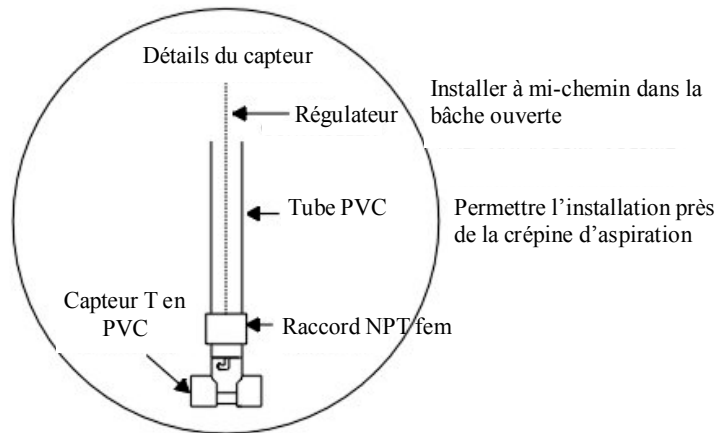 Détails du capteur
Installer à mi-chemin dans la
bâche ouverte
Régulateur
Tube PVC
Permettre l'installation près
de la crépine d'aspiration
Capteur T en
PVC
Raccord NPT fem